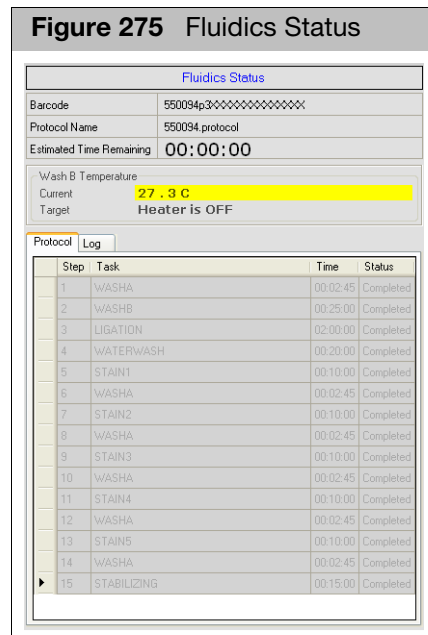 Figure 275 Fluidics Status
Fluidics Status
Barcode 550094p3XXXXXXXXXXXXX
Protocol Name 550094.protocol
Estimated Time Remaining 00:00:00
Wash B Temperature
Current 27.3 C
Target Heater is OFF
Protocol Log
Step Task Time Status
1 WASHA 00:02:45 Completed
2 WASHB 00:25:00 Completed
3 LIGATION 02:00:00 Completed
4 WATERWASH 00:20:00 Completed
5 STAIN1 00:10:00 Completed
6 WASHA 00:02:45 Completed
7 STAIN2 00:10:00 Completed
8 WASHA 00:02:45 Completed
9 STAIN3 00:10:00 Completed
10 WASHA 00:02:45 Completed
11 STAIN4 00:10:00 Completed
12 WASHA 00:02:45 Completed
13 STAIN5 00:10:00 Completed
14 WASHA 00:02:45 Completed
15 STABILIZING 00:15:00 Completed